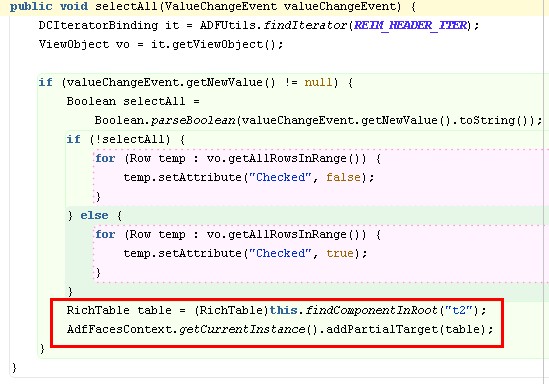 public void selectAll(ValueChangeEvent valueChangeEvent) {
DCIteratorBinding it = ADFUtils.findIterator(REIM_HEADER_ITER);
ViewObject vo = it.getViewObject();
if (valueChangeEvent.getNewValue() != null) {
Boolean selectAll =
Boolean.parseBoolean(valueChangeEvent.getNewValue().toString());
if (!selectAll) {
for (Row temp : vo.getAllRowsInRange()) {
temp.setAttribute("Checked", false);
}
} else {
for (Row temp : vo.getAllRowsInRange()) {
temp.setAttribute("Checked", true);
}
}
RichTable table = (RichTable)this.findComponentInRoot("t2");
AdfFacesContext.getCurrentInstance().addPartialTarget(table);
}
}